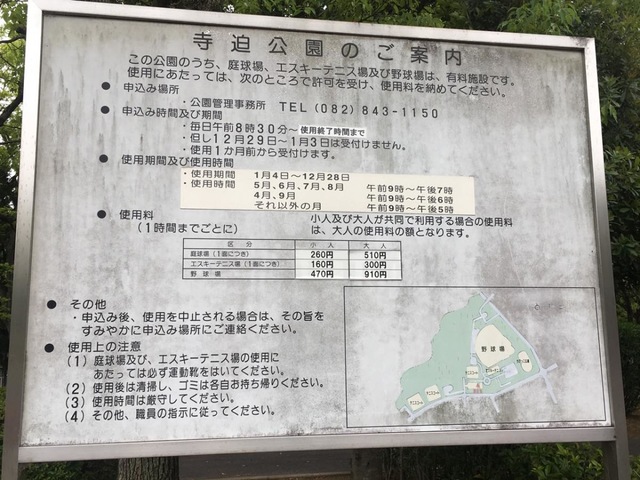 寺迫公園のご案内
この公園のうち、庭球場、エスキーテニス場及び野球場は、有料施設です。
使用にあたっては、次のところで許可を受け、使用料を納めてください。
● 申込み場所
・公園管理事務所 TEL(082)843-1150
● 申込み時間及び期間
・毎日午前8時30分~使用終了時間まで
・但し12月29日~1月3日は受付けません。
・使用1か月前から受付けます。
● 使用期間及び使用時間
・使用期間 1月4日~12月28日
・使用時間 5月、6月、7月、8月 午前9時~午後7時
4月、9月 午前9時~午後6時
それ以外の月 午前9時~午後5時
● 使用料 小人及び大人が共同で利用する場合の使用料
(1時間までごとに) は、大人の使用料の額となります。
区分 小人 大人
庭球場(1面につき) 260円 510円
エスキーテニス場(1面につき) 160円 300円
野球場 470円 910円
● その他
・申込み後、使用を中止される場合は、その旨を
すみやかに申込み場所にご連絡ください。
● 使用上の注意
(1)庭球場及び、エスキーテニス場の使用に
あたっては必ず運動靴をはいてください。
(2)使用後は清掃し、ゴミは各自お持ち帰りください。
(3)使用時間は厳守してください。
(4)その他、職員の指示に従ってください。
野球場